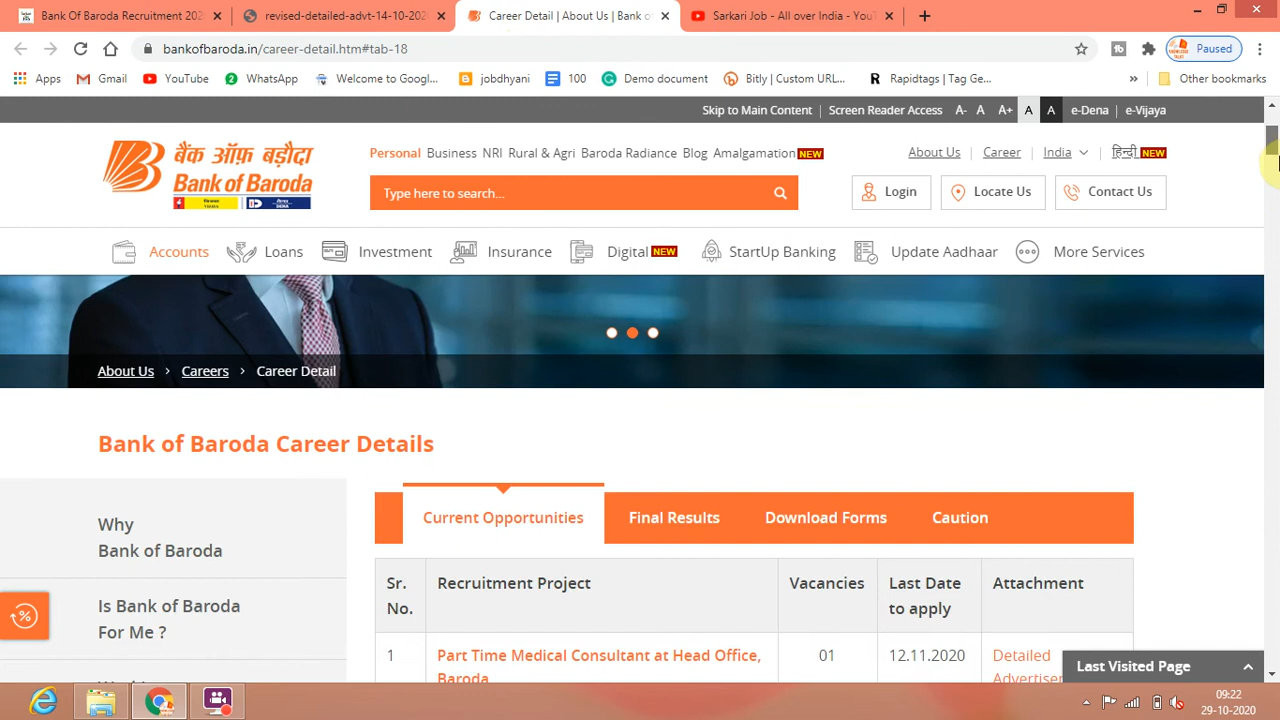 Bank Of Baroda Recruitment 202
revised-detailed-advt-14-10-202
Career Detail | About Us | Bank o
Sarkari Job - All over India - You
bankofbaroda.in/career-detail.htm#tab-18
Paused
Apps
Gmail
YouTube
2 WhatsApp
Welcome to Googl...
jobdhyani
100
Demo document
Bitly | Custom URL...
Rapidtags | Tag Ge...
»
Other bookmarks
Skip to Main Content | Screen Reader Access A- A A+ A A e-Dena | e-Vijaya
बैंक ऑफ़ बड़ौदा
Bank of Baroda
Personal Business NRI Rural & Agri Baroda Radiance Blog Amalgamation NEW
About Us | Career | India | हिन्दी NEW
Type here to search...
Login
Locate Us
Contact Us
Accounts
Loans
Investment
Insurance
Digital NEW
StartUp Banking
Update Aadhaar
More Services
About Us > Careers > Career Detail
Bank of Baroda Career Details
Why
Bank of Baroda
Is Bank of Baroda
For Me ?
Current Opportunities
Final Results
Download Forms
Caution
Sr.
No.
Recruitment Project
Vacancies
Last Date
to apply
Attachment
1
Part Time Medical Consultant at Head Office,
Baroda
01
12.11.2020
Detailed
Advertisem
Last Visited Page
09:22
29-10-2020